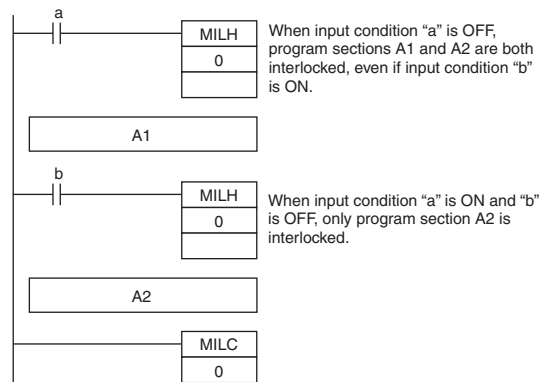 a
MILH
0
When input condition “a” is OFF,
program sections A1 and A2 are both
interlocked, even if input condition “b”
is ON.
A1
b
MILH
0
When input condition “a” is ON and “b”
is OFF, only program section A2 is
interlocked.
A2
MILC
0